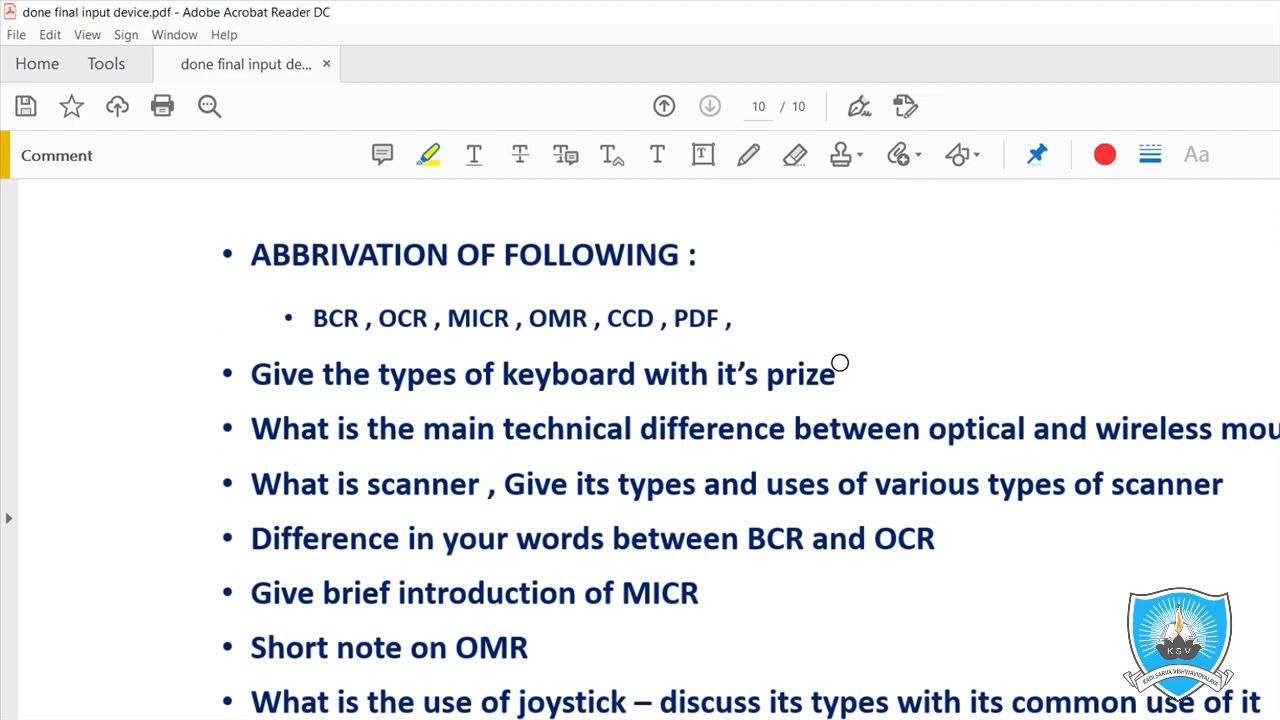 done final input device.pdf - Adobe Acrobat Reader DC
File Edit View Sign Window Help
Home Tools done final input de... ×
10 / 10
Comment
Aa
• ABBRIVATION OF FOLLOWING :
• BCR , OCR , MICR , OMR , CCD , PDF ,
• Give the types of keyboard with it’s prize
• What is the main technical difference between optical and wireless mou
• What is scanner , Give its types and uses of various types of scanner
• Difference in your words between BCR and OCR
• Give brief introduction of MICR
• Short note on OMR
• What is the use of joystick – discuss its types with its common use of it
KSV
KADI SARVA VISHWAVIDYALAYA